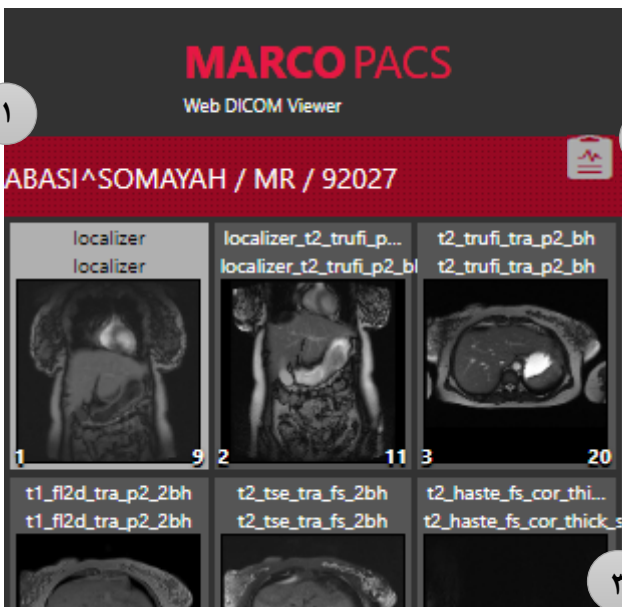 MARCO PACS
Web DICOM Viewer
۱
ABASI^SOMAYAH / MR / 92027
localizer
localizer
1 9
localizer_t2_trufi_p...
localizer_t2_trufi_p2_bl
2 11
t2_trufi_tra_p2_bh
t2_trufi_tra_p2_bh
3 20
t1_fl2d_tra_p2_2bh
t1_fl2d_tra_p2_2bh
t2_tse_tra_fs_2bh
t2_tse_tra_fs_2bh
t2_haste_fs_cor_thi...
t2_haste_fs_cor_thick_s